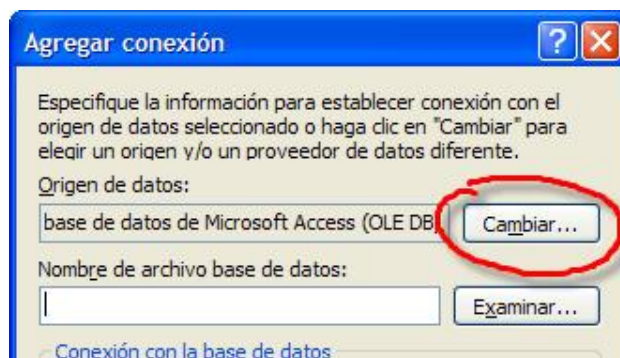 Agregar conexión
Especifique la información para establecer conexión con el
origen de datos seleccionado o haga clic en "Cambiar" para
elegir un origen y/o un proveedor de datos diferente.
Origen de datos:
base de datos de Microsoft Access (OLE DB) Cambiar...
Nombre de archivo base de datos:
Examinar...
Conexión con la base de datos